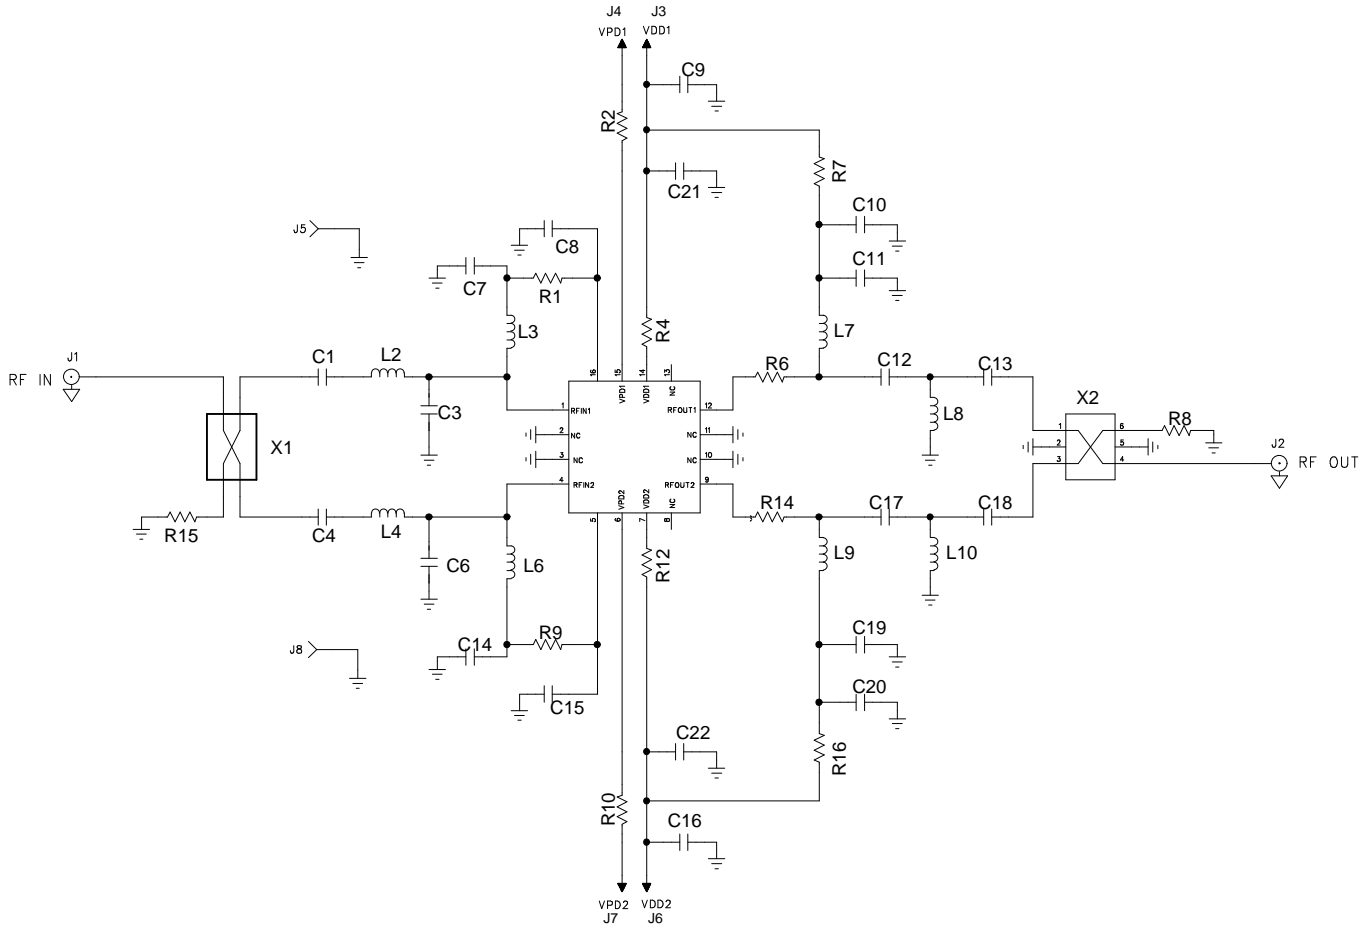 J4 J3
VPD1 VDD1
C9
R2
R7
C21
C10
J5
C8
C11
C7
R1
L3
R4
L7
J1
C1 L2
R6
C12 C13
RF IN
16 15 14 13
VPD1 VDD1 NC
X2
C3
1 RFIN1
RFOUT1 12
L8
X1
2 NC
NC 11
1 6
R8
2 5
J2
3 NC
NC 10
3 4
RF OUT
4 RFIN2
RFOUT2 9
VPD2 VDD2 NC
5 6 7 8
R15
C4 L4
R14
C17 C18
C6
L6
R12
L9
L10
R9
C14
C19
J8
C15
C20
C22
R16
R10
C16
VPD2 VDD2
J7 J6